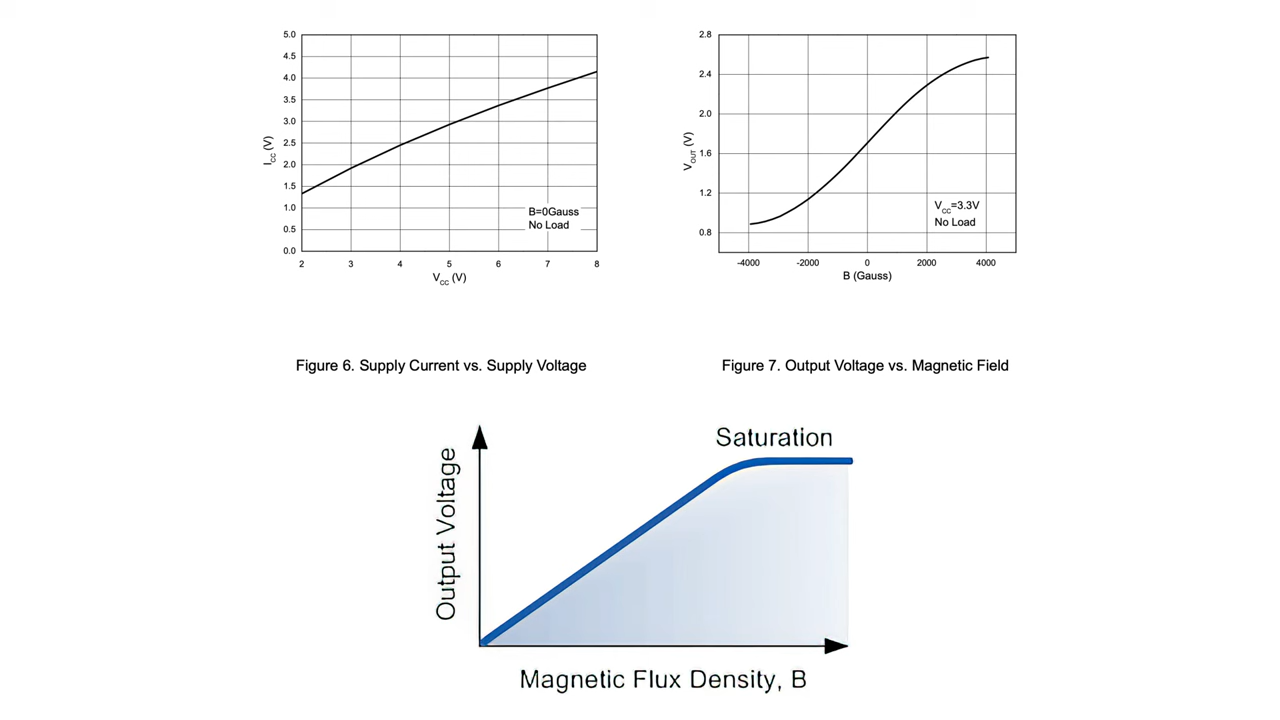 5.0
4.5
4.0
3.5
3.0
2.5
2.0
1.5
1.0
0.5
0.0
I_CC (V)
B=0Gauss
No Load
2 3 4 5 6 7 8
V_CC (V)
Figure 6. Supply Current vs. Supply Voltage
2.8
2.4
2.0
1.6
1.2
0.8
V_OUT (V)
V_CC=3.3V
No Load
-4000 -2000 0 2000 4000
B (Gauss)
Figure 7. Output Voltage vs. Magnetic Field
Saturation
Output Voltage
Magnetic Flux Density, B